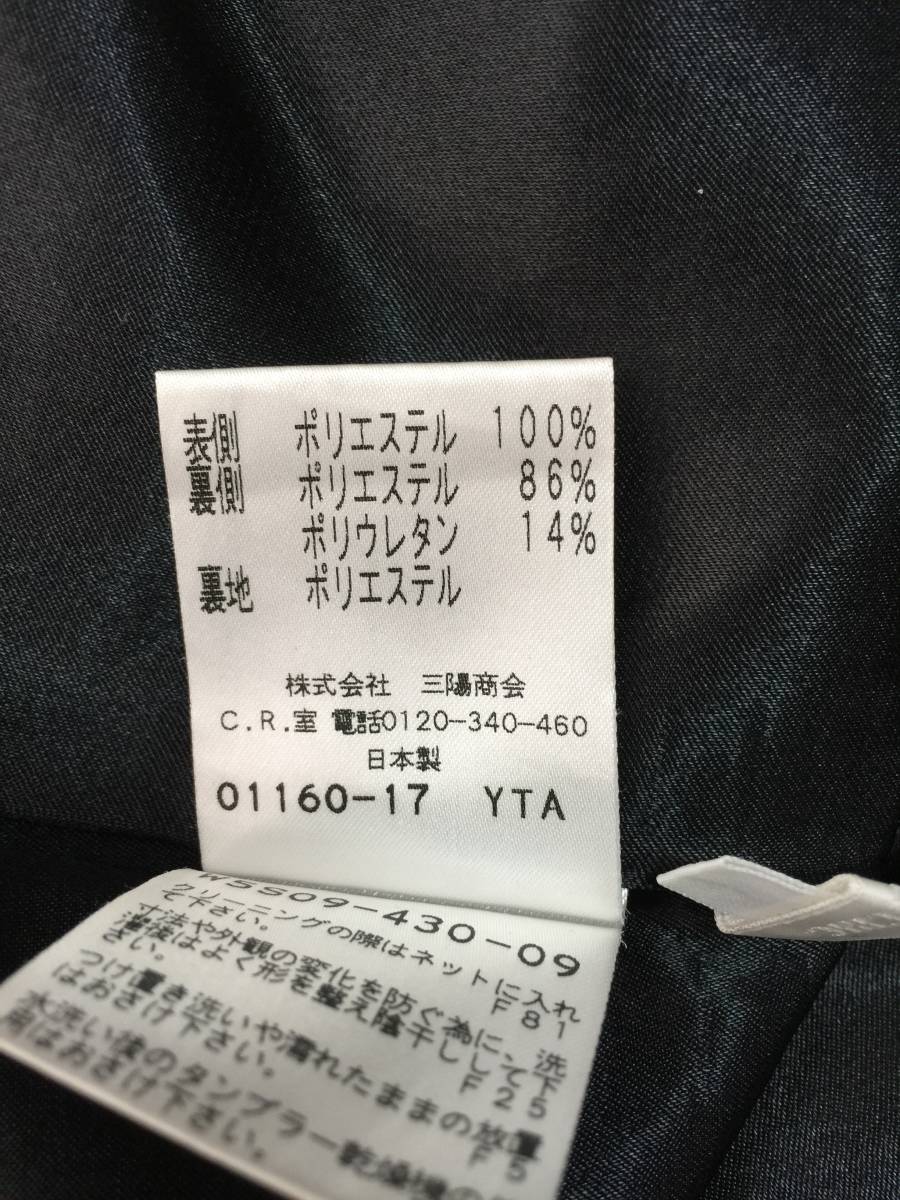 表側 ポリエステル 100%
裏側 ポリエステル 86%
ポリウレタン 14%
裏地 ポリエステル
株式会社 三陽商会
C.R.室 電話0120-340-460
日本製
01160-17 YTA
W5S09-430-09
クリーニングの際はネットに入れ
て下さい。 F81
寸法や外観の変化を防ぐ為に、洗
濯後はよく形を整え陰干しして下
さい。 F25
つけ置き洗いや濡れたままの放置
はおさけ下さい。 F5
水洗い後のタンブラー乾燥機の
用はおさけ下さい。